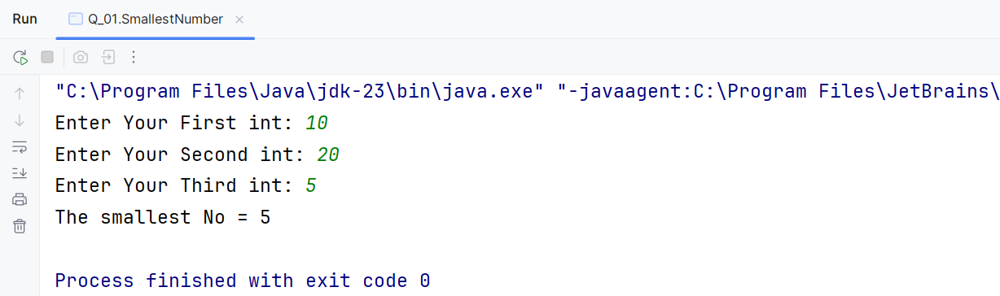 Run Q_01.SmallestNumber
"C:\Program Files\Java\jdk-23\bin\java.exe" "-javaagent:C:\Program Files\JetBrains\
Enter Your First int: 10
Enter Your Second int: 20
Enter Your Third int: 5
The smallest No = 5
Process finished with exit code 0